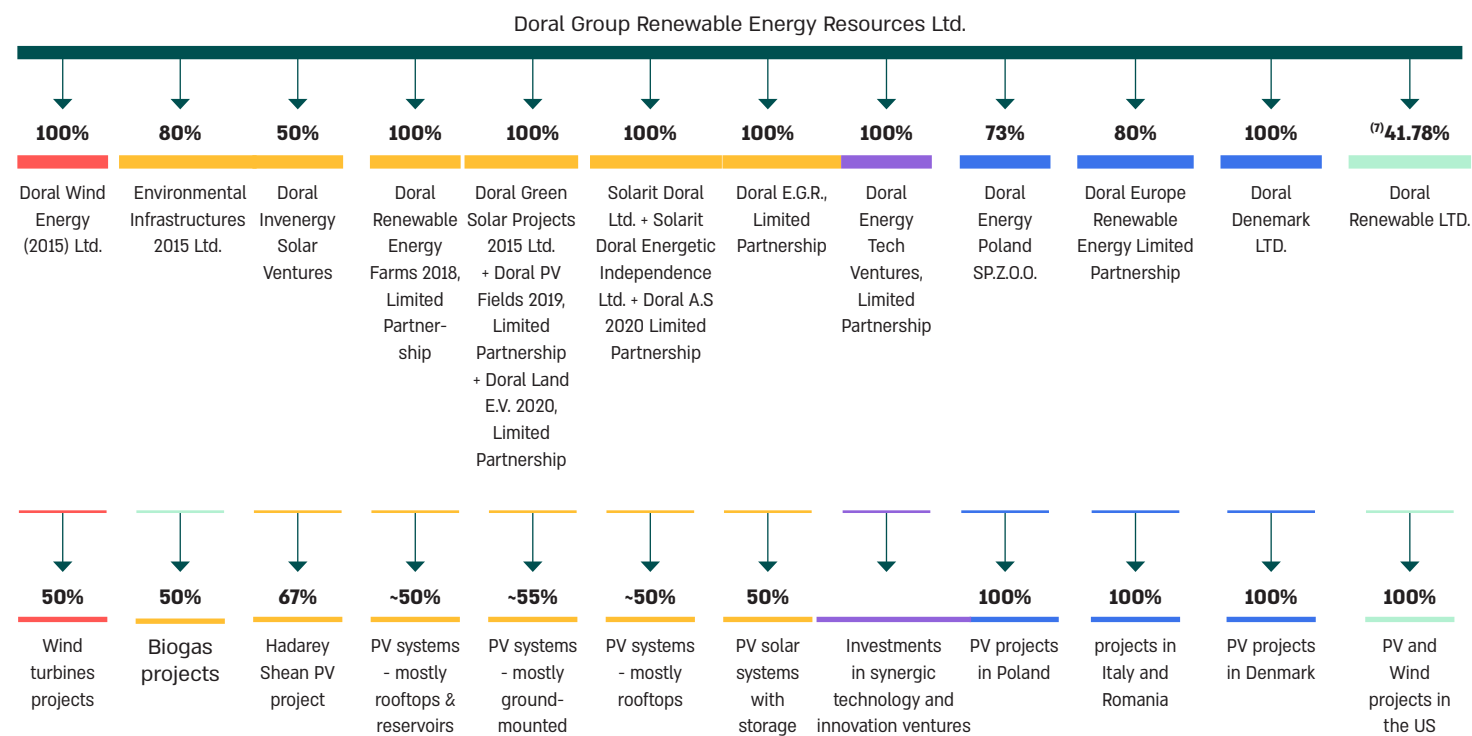 Doral Group Renewable Energy Resources Ltd.
100%
Doral Wind
Energy
(2015) Ltd.
80%
Environmental
Infrastructures
2015 Ltd.
50%
Doral
Invenergy
Solar
Ventures
100%
Doral
Renewable
Energy
Farms 2018,
Limited
Partner-
ship
100%
Doral Green
Solar Projects
2015 Ltd.
+ Doral PV
Fields 2019,
Limited
Partnership
+ Doral Land
E.V. 2020,
Limited
Partnership
100%
Solarit Doral
Ltd. + Solarit
Doral Energetic
Independence
Ltd. + Doral A.S
2020 Limited
Partnership
100%
Doral E.G.R.,
Limited
Partnership
100%
Doral
Energy
Tech
Ventures,
Limited
Partnership
73%
Doral
Energy
Poland
SP.Z.O.O.
80%
Doral Europe
Renewable
Energy Limited
Partnership
100%
Doral
Denemark
LTD.
(7)41.78%
Doral
Renewable LTD.
50%
Wind
turbines
projects
50%
Biogas
projects
67%
Hadarey
Shean PV
project
~50%
PV systems
- mostly
rooftops &
reservoirs
~55%
PV systems
- mostly
ground-
mounted
~50%
PV systems
- mostly
rooftops
50%
PV solar
systems
with
storage
Investments
in synergic
technology and
innovation ventures
100%
PV projects
in Poland
100%
projects in
Italy and
Romania
100%
PV projects
in Denmark
100%
PV and
Wind
projects in
the US